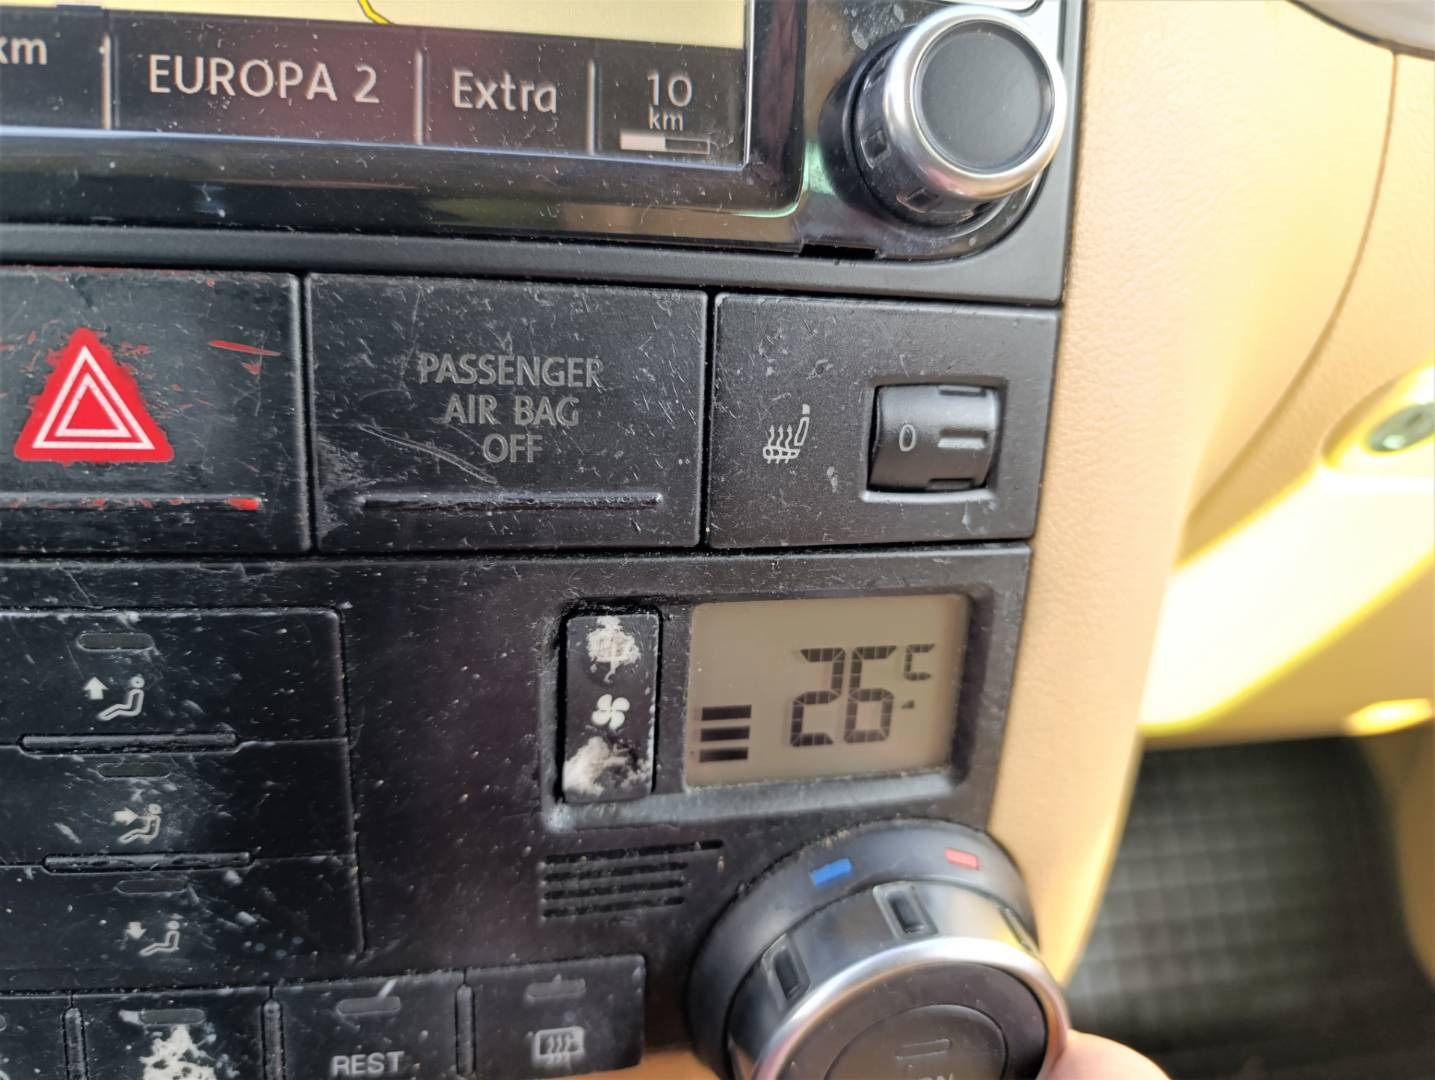 km
EUROPA 2
Extra
10
km
PASSENGER
AIR BAG
OFF
0
26 °C
REST